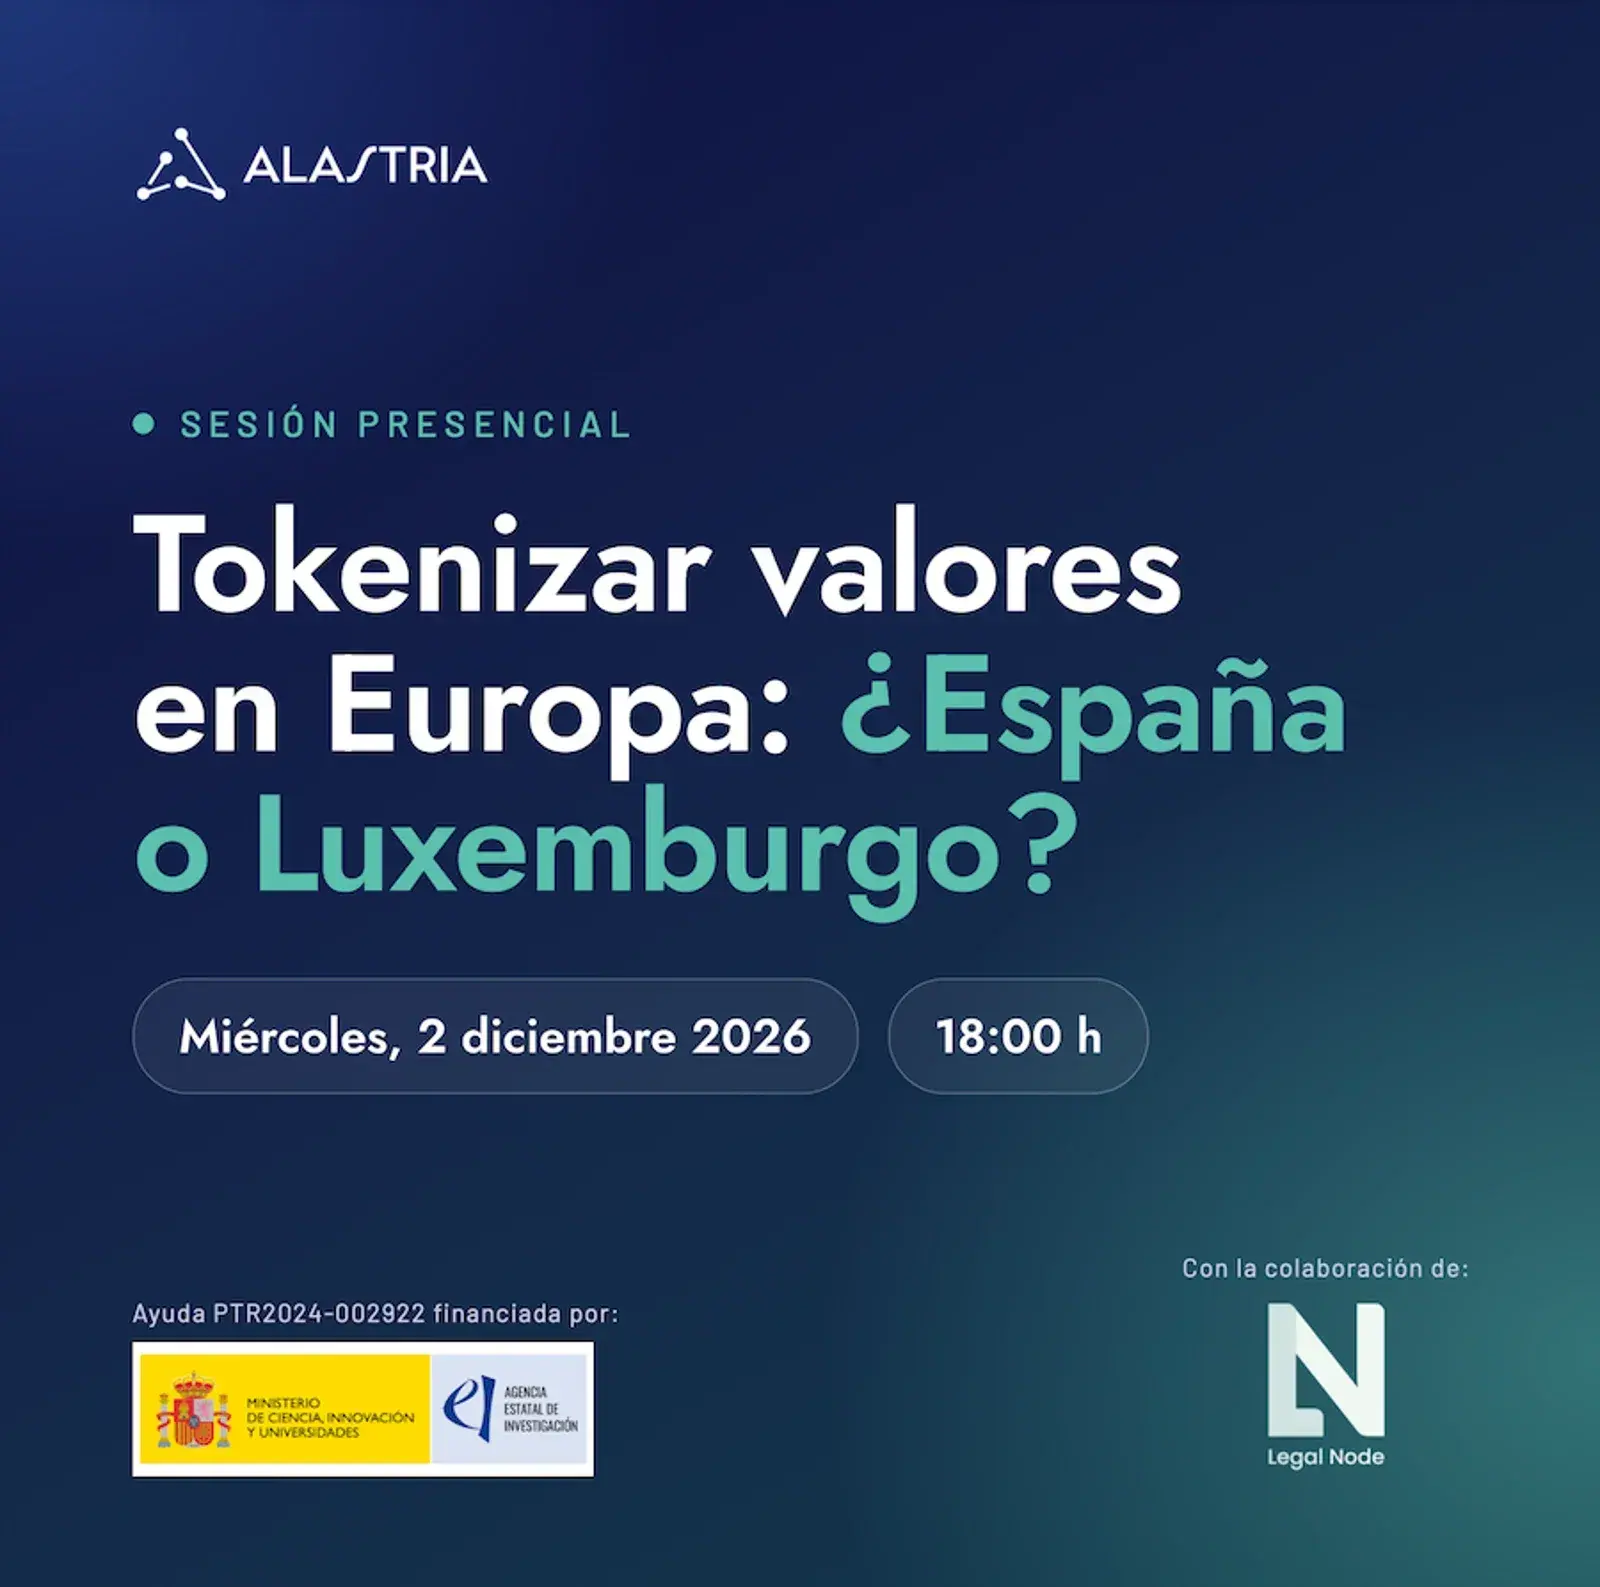 ALASTRIA
SESIÓN PRESENCIAL
Tokenizar valores
en Europa: ¿España
o Luxemburgo?
Miércoles, 2 diciembre 2026
18:00 h
Con la colaboración de:
Legal Node
Ayuda PTR2024-002922 financiada por:
MINISTERIO
DE CIENCIA, INNOVACIÓN
Y UNIVERSIDADES
AGENCIA
ESTATAL DE
INVESTIGACIÓN